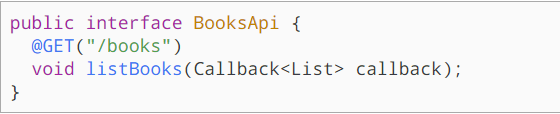 public interface BooksApi {
  @GET("/books")
  void listBooks(Callback<List> callback);
}